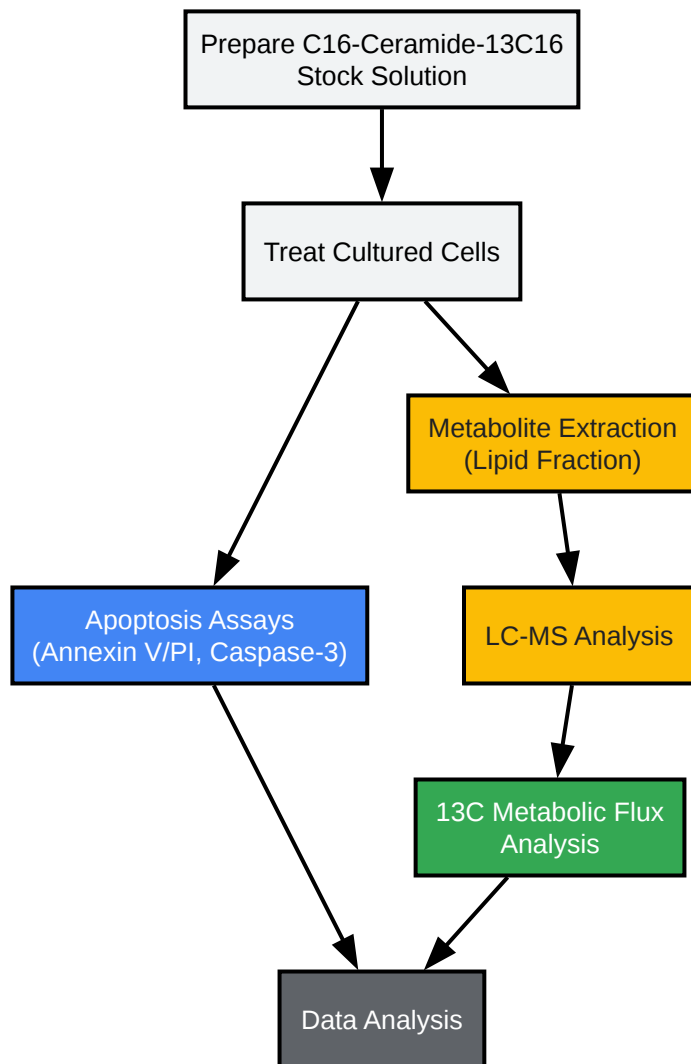 Prepare C16-Ceramide-13C16
Stock Solution
Treat Cultured Cells
Metabolite Extraction
(Lipid Fraction)
Apoptosis Assays
(Annexin V/PI, Caspase-3)
LC-MS Analysis
13C Metabolic Flux
Analysis
Data Analysis